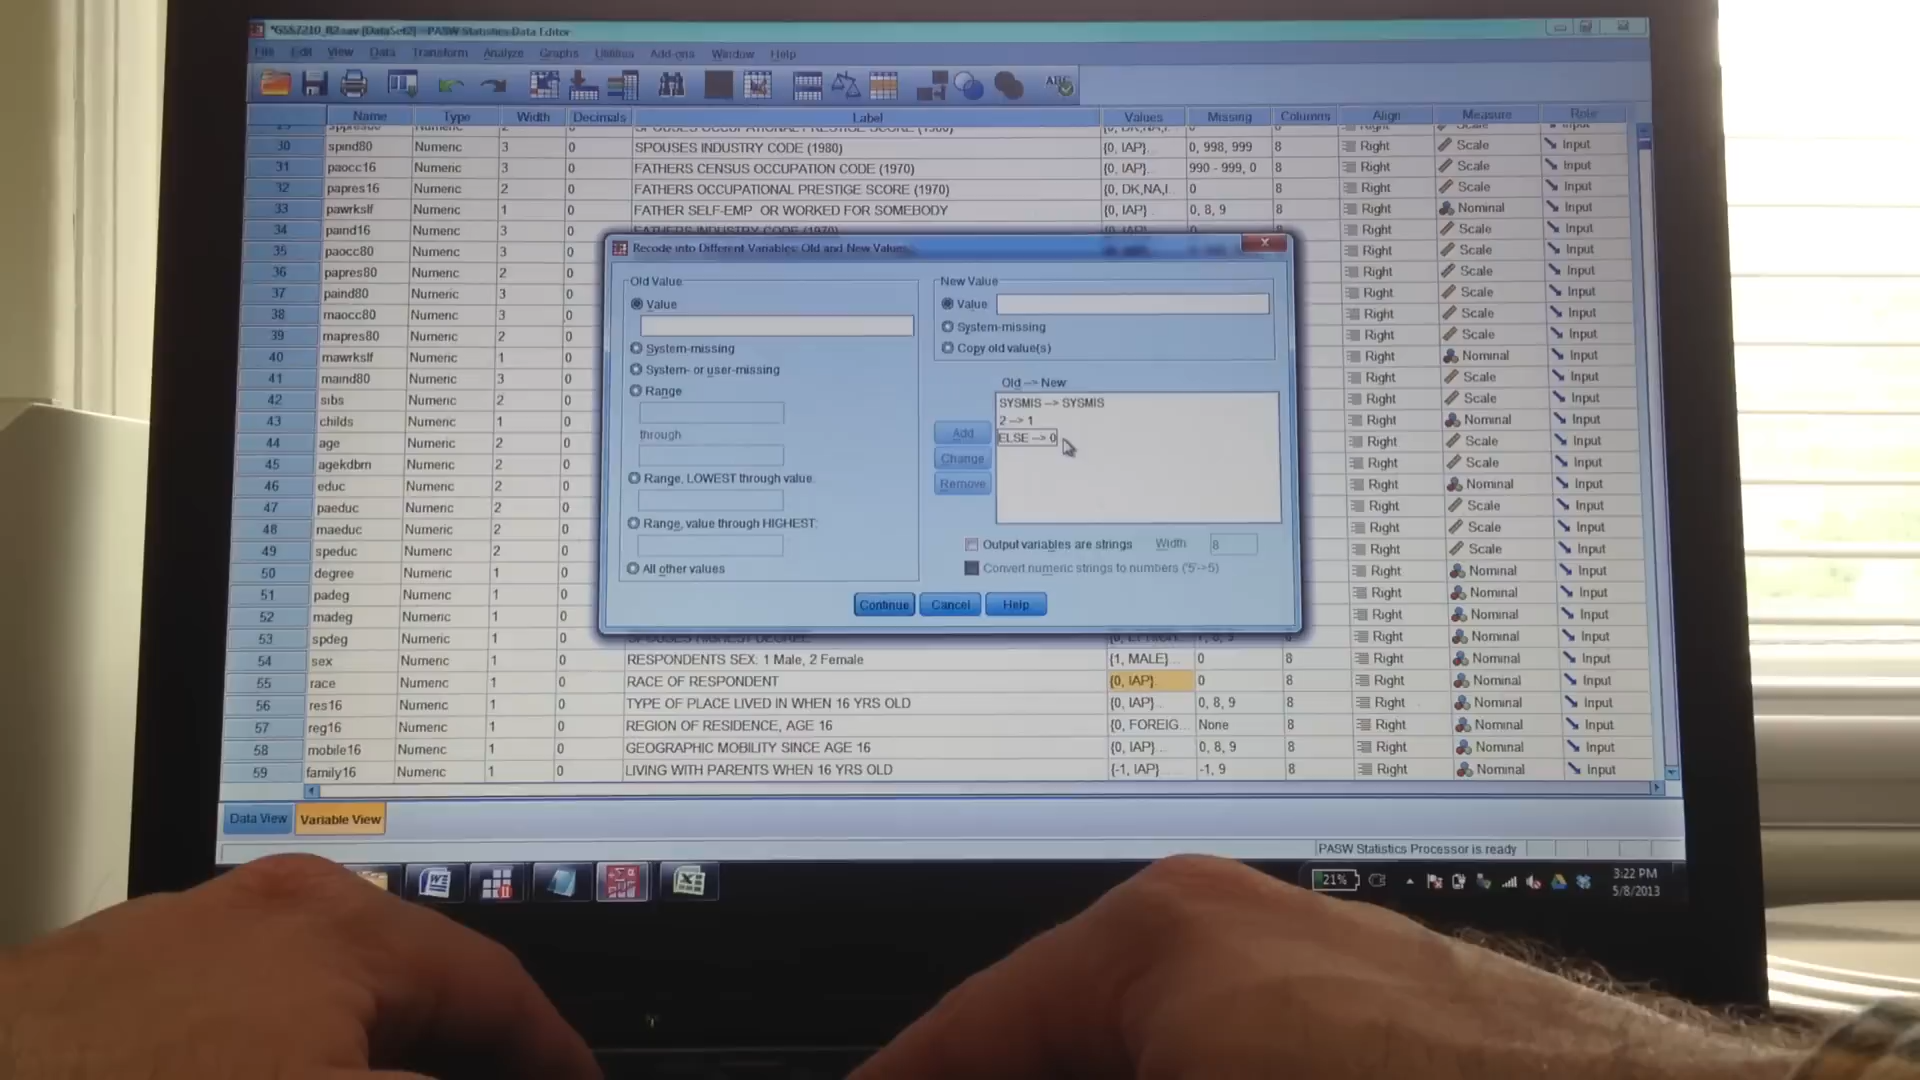 *GSS7210_R2.sav [DataSet2] - PASW Statistics Data Editor
File Edit View Data Transform Analyze Graphs Utilities Add-ons Window Help
Name Type Width Decimals Label Values Missing Columns Align Measure Role
30 spind80 Numeric 3 0 SPOUSES INDUSTRY CODE (1980) {0, IAP}... 0, 998, 999 8 Right Scale Input
31 paocc16 Numeric 3 0 FATHERS CENSUS OCCUPATION CODE (1970) {0, IAP}... 990 - 999, 0 8 Right Scale Input
32 papres16 Numeric 2 0 FATHERS OCCUPATIONAL PRESTIGE SCORE (1970) {0, DK,NA,I... 0 8 Right Scale Input
33 pawrkslf Numeric 1 0 FATHER SELF-EMP OR WORKED FOR SOMEBODY {0, IAP}... 0, 8, 9 8 Right Nominal Input
34 paind16 Numeric 3 0 FATHERS INDUSTRY CODE (1970) {0, IAP}... 0 Right Scale Input
35 paocc80 Numeric 3 0 Right Scale Input
36 papres80 Numeric 2 0 Right Scale Input
37 paind80 Numeric 3 0 Right Scale Input
38 maocc80 Numeric 3 0 Right Scale Input
39 mapres80 Numeric 2 0 Right Scale Input
40 mawrkslf Numeric 1 0 Right Nominal Input
41 maind80 Numeric 3 0 Right Scale Input
42 sibs Numeric 2 0 Right Scale Input
43 childs Numeric 1 0 Right Nominal Input
44 age Numeric 2 0 Right Scale Input
45 agekdbrn Numeric 2 0 Right Scale Input
46 educ Numeric 2 0 Right Nominal Input
47 paeduc Numeric 2 0 Right Scale Input
48 maeduc Numeric 2 0 Right Scale Input
49 speduc Numeric 2 0 Right Scale Input
50 degree Numeric 1 0 Right Nominal Input
51 padeg Numeric 1 0 Right Nominal Input
52 madeg Numeric 1 0 Right Nominal Input
53 spdeg Numeric 1 0 SPOUSES HIGHEST DEGREE Right Nominal Input
54 sex Numeric 1 0 RESPONDENTS SEX: 1 Male, 2 Female {1, MALE}... 0 8 Right Nominal Input
55 race Numeric 1 0 RACE OF RESPONDENT {0, IAP}... 0 8 Right Nominal Input
56 res16 Numeric 1 0 TYPE OF PLACE LIVED IN WHEN 16 YRS OLD {0, IAP}... 0, 8, 9 8 Right Nominal Input
57 reg16 Numeric 1 0 REGION OF RESIDENCE, AGE 16 {0, FOREIG... None 8 Right Nominal Input
58 mobile16 Numeric 1 0 GEOGRAPHIC MOBILITY SINCE AGE 16 {0, IAP}... 0, 8, 9 8 Right Nominal Input
59 family16 Numeric 1 0 LIVING WITH PARENTS WHEN 16 YRS OLD {-1, IAP}... -1, 9 8 Right Nominal Input
Recode into Different Variables: Old and New Values
Old Value
Value
System-missing
System- or user-missing
Range
through
Range, LOWEST through value:
Range, value through HIGHEST:
All other values
New Value
Value
System-missing
Copy old value(s)
Old --> New
SYSMIS --> SYSMIS
2 --> 1
ELSE --> 0
Add
Change
Remove
Output variables are strings Width 8
Convert numeric strings to numbers ('5'->5)
Continue Cancel Help
Data View Variable View
PASW Statistics Processor is ready
21% 3:22 PM
5/8/2013